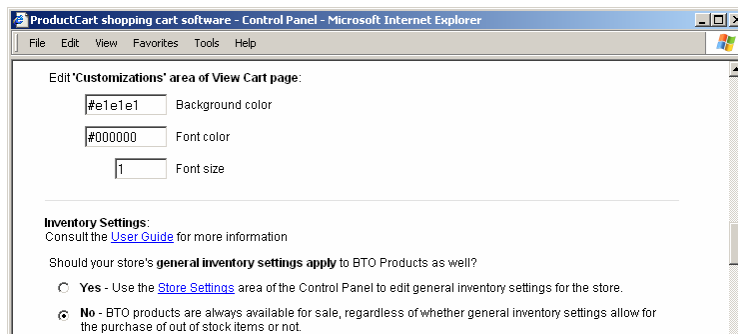 ProductCart shopping cart software - Control Panel - Microsoft Internet Explorer
File Edit View Favorites Tools Help
Edit 'Customizations' area of View Cart page:
#e1e1e1 Background color
#000000 Font color
1 Font size
Inventory Settings:
Consult the User Guide for more information
Should your store's general inventory settings apply to BTO Products as well?
Yes - Use the Store Settings area of the Control Panel to edit general inventory settings for the store.
No - BTO products are always available for sale, regardless of whether general inventory settings allow for
the purchase of out of stock items or not.